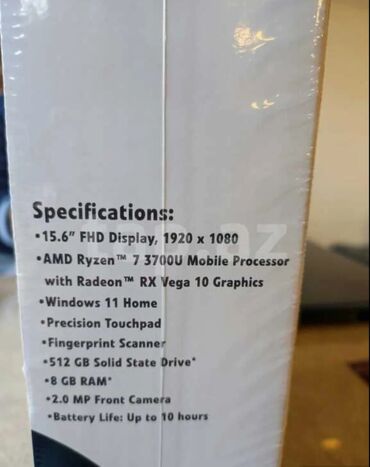 Specifications:
•15.6" FHD Display, 1920 x 1080
•AMD Ryzen™ 7 3700U Mobile Processor
with Radeon™ RX Vega 10 Graphics
•Windows 11 Home
•Precision Touchpad
•Fingerprint Scanner
•512 GB Solid State Drive*
•8 GB RAM*
•2.0 MP Front Camera
•Battery Life: Up to 10 hours